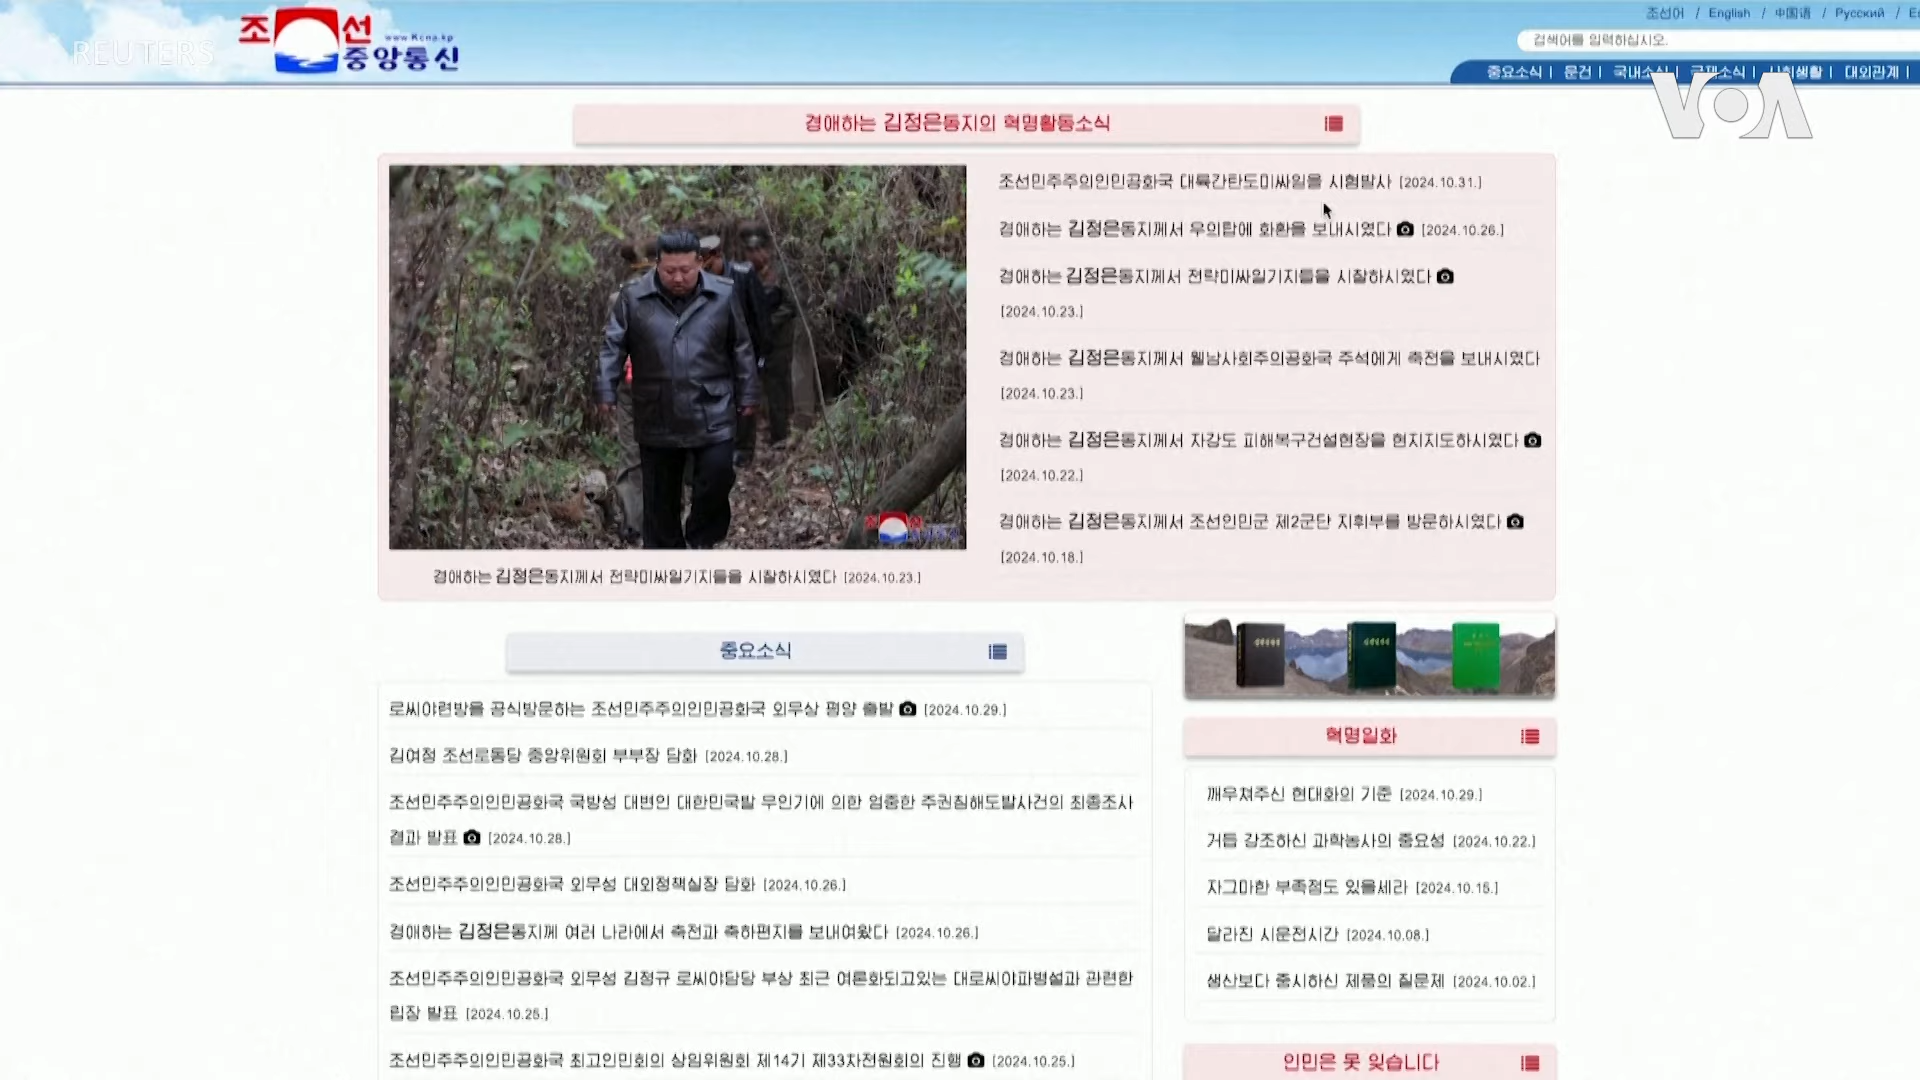 조선어 / English / 中国语 / Русский /
REUTERS
조선
www.kcna.kp
중앙통신
검색어를 입력하십시오.
중요소식 | 문건 | 국내소식 | 국제소식 | 사회생활 | 대외관계 |
VOA
경애하는 김정은동지의 혁명활동소식
조선민주주의인민공화국 대륙간탄도미싸일을 시험발사 [2024.10.31.]
경애하는 김정은동지께서 우의탑에 화환을 보내시였다 [2024.10.26.]
경애하는 김정은동지께서 전략미싸일기지들을 시찰하시였다
[2024.10.23.]
경애하는 김정은동지께서 웰남사회주의공화국 주석에게 축전을 보내시였다
[2024.10.23.]
경애하는 김정은동지께서 자강도 피해복구건설현장을 현지지도하시였다
[2024.10.22.]
경애하는 김정은동지께서 조선인민군 제2군단 지휘부를 방문하시였다
[2024.10.18.]
조선
중앙통신
경애하는 김정은동지께서 전략미싸일기지들을 시찰하시였다 [2024.10.23.]
중요소식
로씨야련방을 공식방문하는 조선민주주의인민공화국 외무상 평양 출발 [2024.10.29.]
김여정 조선로동당 중앙위원회 부부장 담화 [2024.10.28.]
조선민주주의인민공화국 국방성 대변인 대한민국발 무인기에 의한 엄중한 주권침해도발사건의 최종조사
결과 발표 [2024.10.28.]
조선민주주의인민공화국 외무성 대외정책실장 담화 [2024.10.26.]
경애하는 김정은동지께 여러 나라에서 축전과 축하편지를 보내여왔다 [2024.10.26.]
조선민주주의인민공화국 외무성 김정규 로씨야담당 부상 최근 여론화되고있는 대로씨야파병설과 관련한
립장 발표 [2024.10.25.]
조선민주주의인민공화국 최고인민회의 상임위원회 제14기 제33차전원회의 진행 [2024.10.25.]
혁명일화
깨우쳐주신 현대화의 기준 [2024.10.29.]
거듭 강조하신 과학농사의 중요성 [2024.10.22.]
자그마한 부족점도 있을세라 [2024.10.15.]
달라진 시운전시간 [2024.10.08.]
생산보다 중시하신 제품의 질문제 [2024.10.02.]
인민은 못 잊습니다